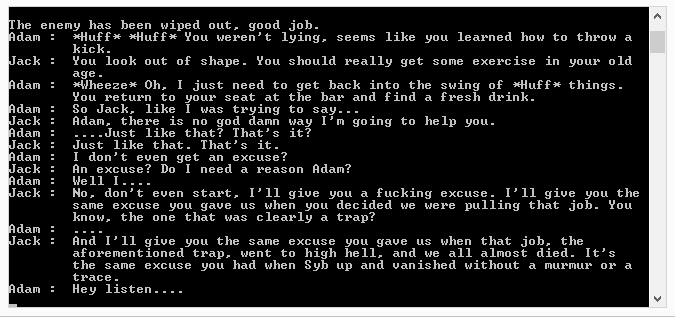 The enemy has been wiped out, good job.
Adam :  *Huff* *Huff* You weren't lying, seems like you learned how to throw a
kick.
Jack :  You look out of shape. You should really get some exercise in your old
age.
Adam :  *Wheeze* Oh, I just need to get back into the swing of *Huff* things.
You return to your seat at the bar and find a fresh drink.
Adam :  So Jack, like I was trying to say...
Jack :  Adam, there is no god damn way I'm going to help you.
Adam :  ....Just like that? That's it?
Jack :  Just like that. That's it.
Adam :  I don't even get an excuse?
Jack :  An excuse? Do I need a reason Adam?
Adam :  Well I....
Jack :  No, don't even start, I'll give you a fucking excuse. I'll give you the
same excuse you gave us when you decided we were pulling that job. You
know, the one that was clearly a trap?
Adam :  ....
Jack :  And I'll give you the same excuse you gave us when that job, the
aforementioned trap, went to high hell, and we all almost died. It's
the same excuse you had when Syb up and vanished without a murmur or a
trace.
Adam :  Hey listen....